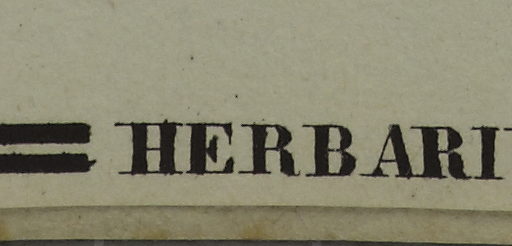 = HERBARI